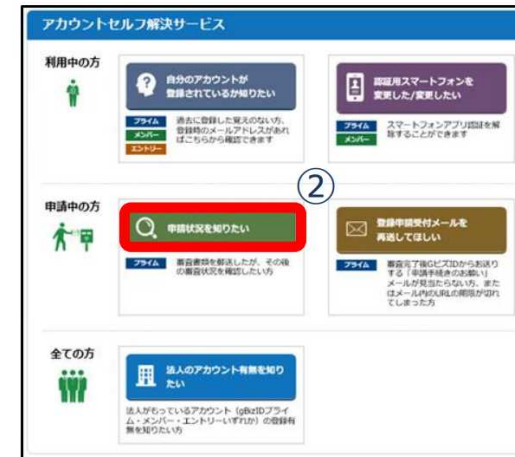 アカウントセルフ解決サービス
利用中の方
自分のアカウントが
登録されているか知りたい
プライム
メンバー
エントリー
過去に登録した覚えのない方、
登録時のメールアドレスがあれ
ばこちらから確認できます
認証用スマートフォンを
変更した/変更したい
プライム
メンバー
スマートフォンアプリ認証を解
除することができます
②
申請中の方
申請状況を知りたい
プライム
審査書類を郵送したが、その後
の審査状況を確認したい方
登録申請受付メールを
再送してほしい
プライム
審査完了後GビズIDからお送り
する「申請手続きのお願い」
メールが見当たらない方、また
はメール内のURLの期限が切れ
てしまった方
全ての方
法人のアカウント有無を知り
たい
法人がもっているアカウント（gBizIDプライ
ム・メンバー・エントリーいずれか）の登録有
無を知りたい方